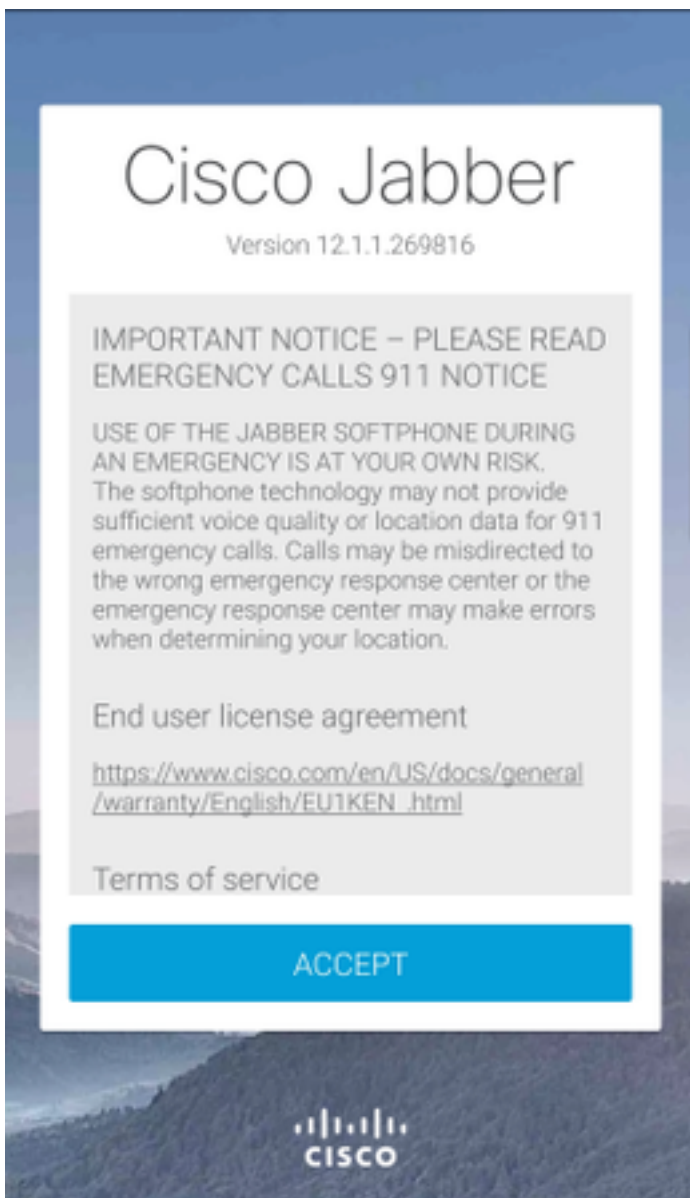 Cisco Jabber
Version 12.1.1.269816
IMPORTANT NOTICE – PLEASE READ
EMERGENCY CALLS 911 NOTICE
USE OF THE JABBER SOFTPHONE DURING
AN EMERGENCY IS AT YOUR OWN RISK.
The softphone technology may not provide
sufficient voice quality or location data for 911
emergency calls. Calls may be misdirected to
the wrong emergency response center or the
emergency response center may make errors
when determining your location.
End user license agreement
https://www.cisco.com/en/US/docs/general
/warranty/English/EU1KEN_.html
Terms of service
ACCEPT
CISCO